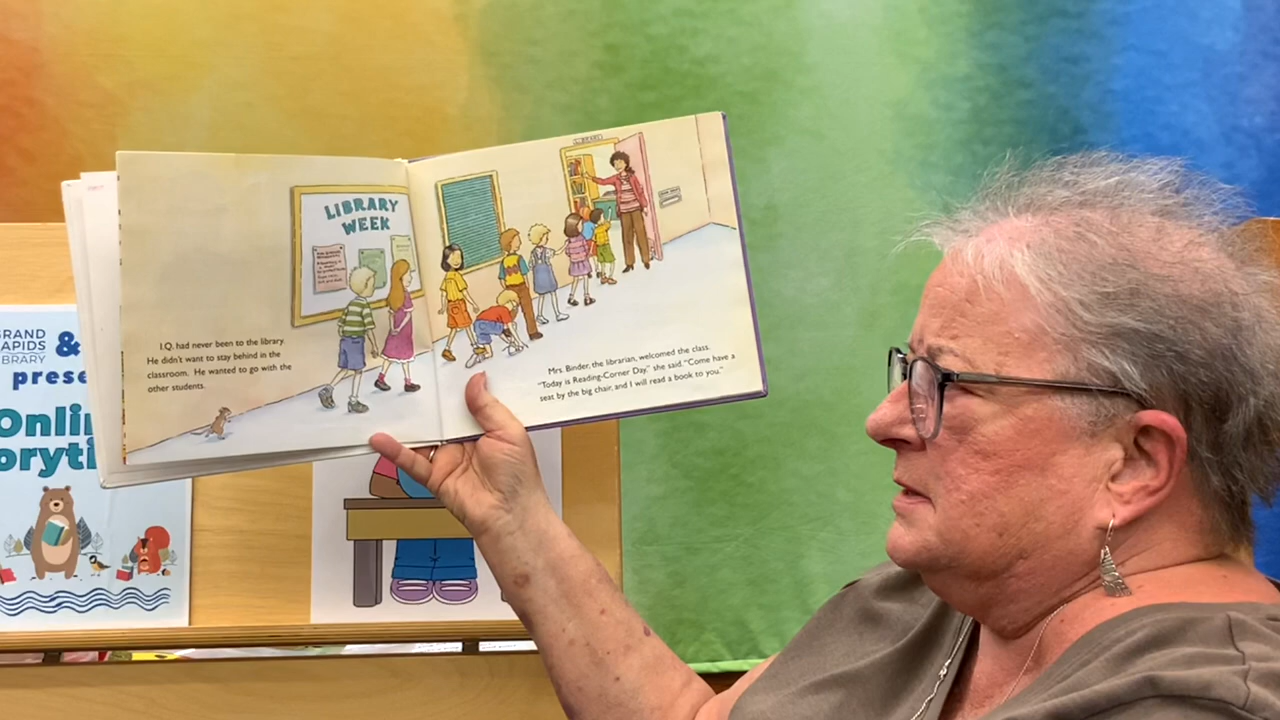 LIBRARY
WEEK
I.Q. had never been to the library.
He didn't want to stay behind in the
classroom. He wanted to go with the
other students.
Mrs. Binder, the librarian, welcomed the class.
"Today is Reading-Corner Day," she said. "Come have a
seat by the big chair, and I will read a book to you."
GRAND
RAPIDS &
LIBRARY
prese
Onlin
oryti